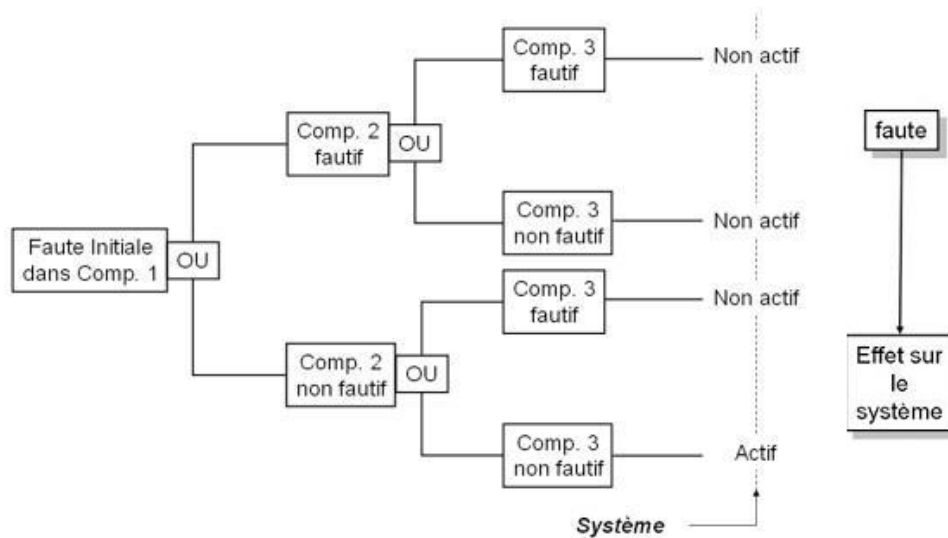 Comp. 3
fautif
Non actif
Comp. 2
fautif
OU
faute
Comp. 3
non fautif
Non actif
Faute Initiale
dans Comp. 1
OU
Comp. 3
fautif
Non actif
Comp. 2
non fautif
OU
Effet sur
le
système
Comp. 3
non fautif
Actif
Système